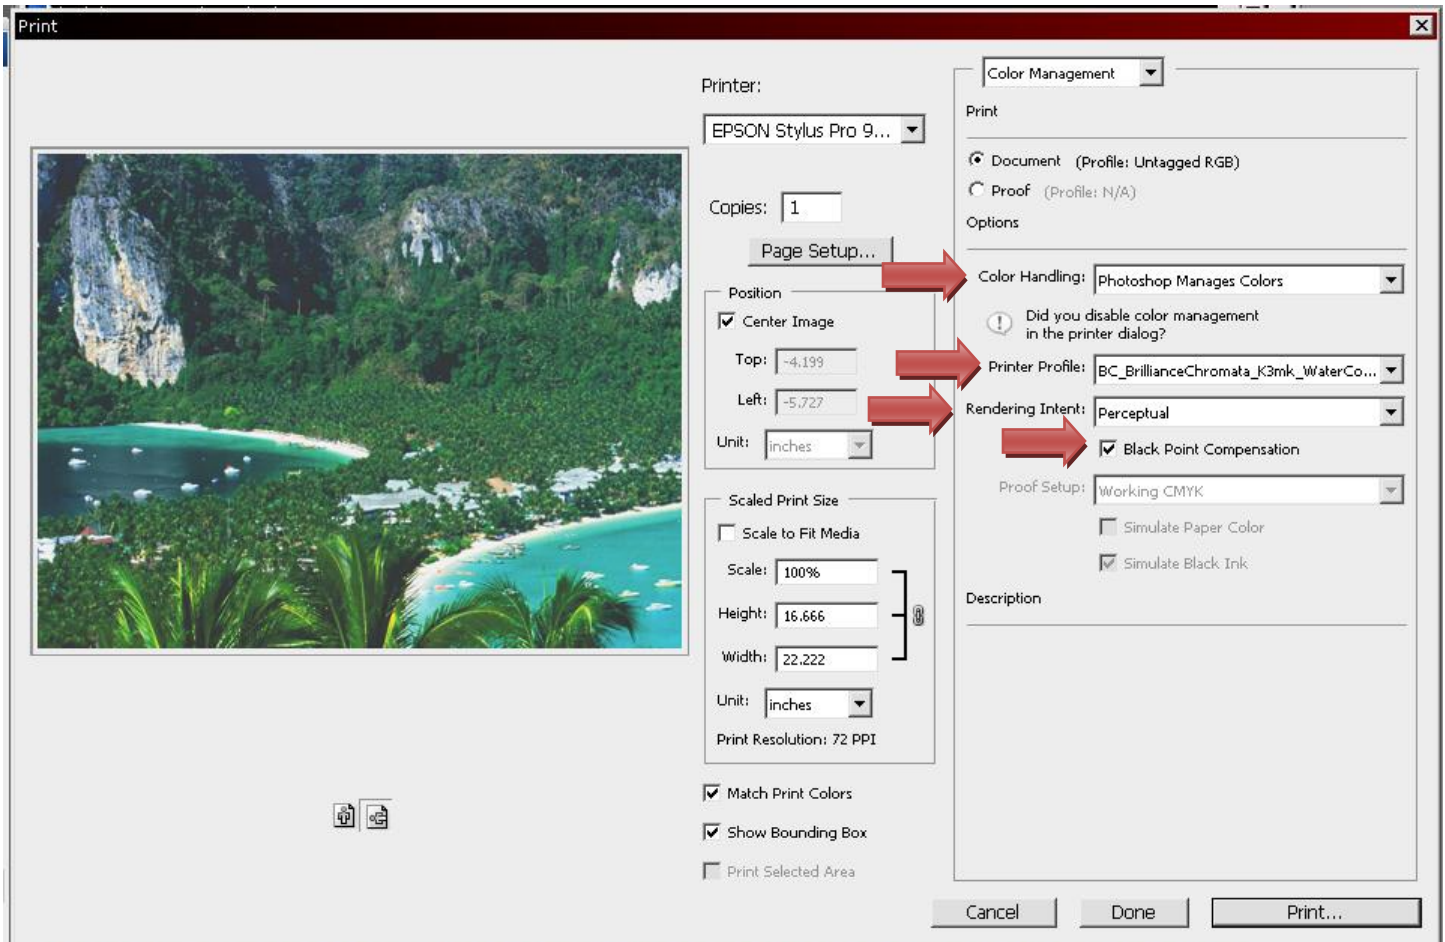 Print
Printer:
EPSON Stylus Pro 9...
Copies: 1
Page Setup...
Position
Center Image
Top: -4.199
Left: -5.727
Unit: inches
Scaled Print Size
Scale to Fit Media
Scale: 100%
Height: 16.666
Width: 22.222
Unit: inches
Print Resolution: 72 PPI
Match Print Colors
Show Bounding Box
Print Selected Area
Color Management
Print
Document (Profile: Untagged RGB)
Proof (Profile: N/A)
Options
Color Handling: Photoshop Manages Colors
Did you disable color management
in the printer dialog?
Printer Profile: BC_BrillianceChromata_K3mk_WaterCo...
Rendering Intent: Perceptual
Black Point Compensation
Proof Setup: Working CMYK
Simulate Paper Color
Simulate Black Ink
Description
Cancel Done Print...